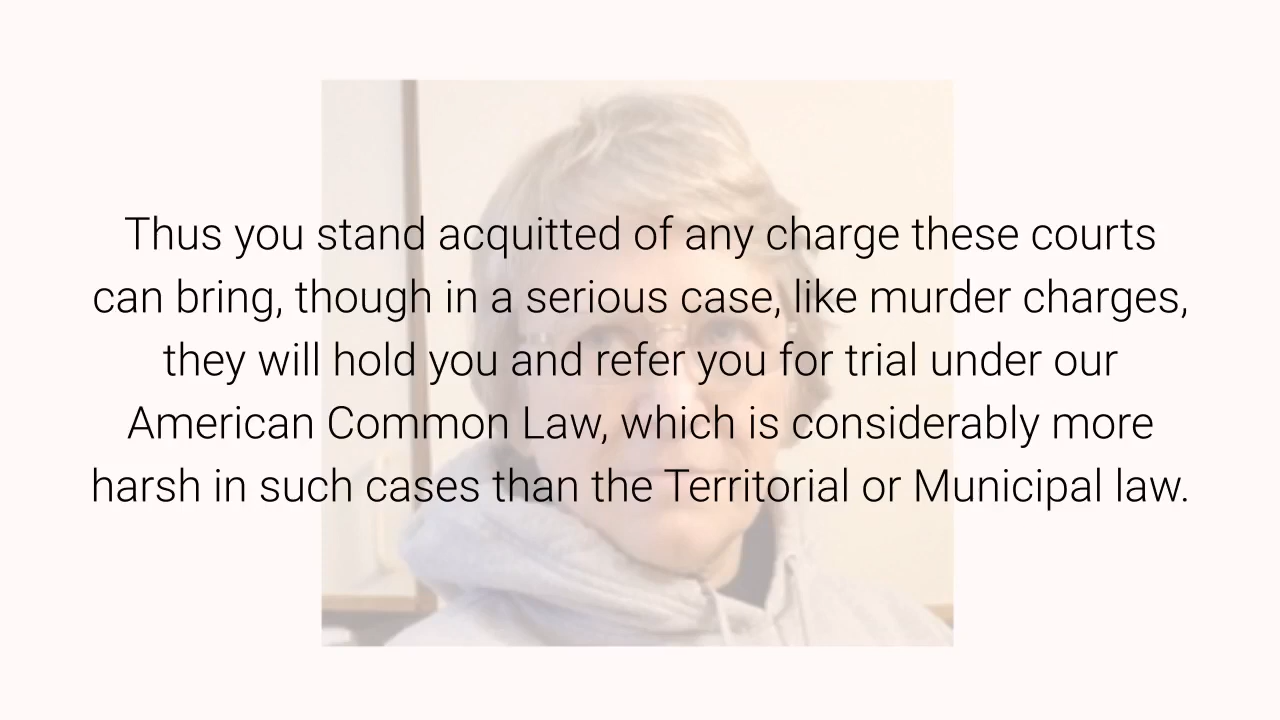 Thus you stand acquitted of any charge these courts
can bring, though in a serious case, like murder charges,
they will hold you and refer you for trial under our
American Common Law, which is considerably more
harsh in such cases than the Territorial or Municipal law.